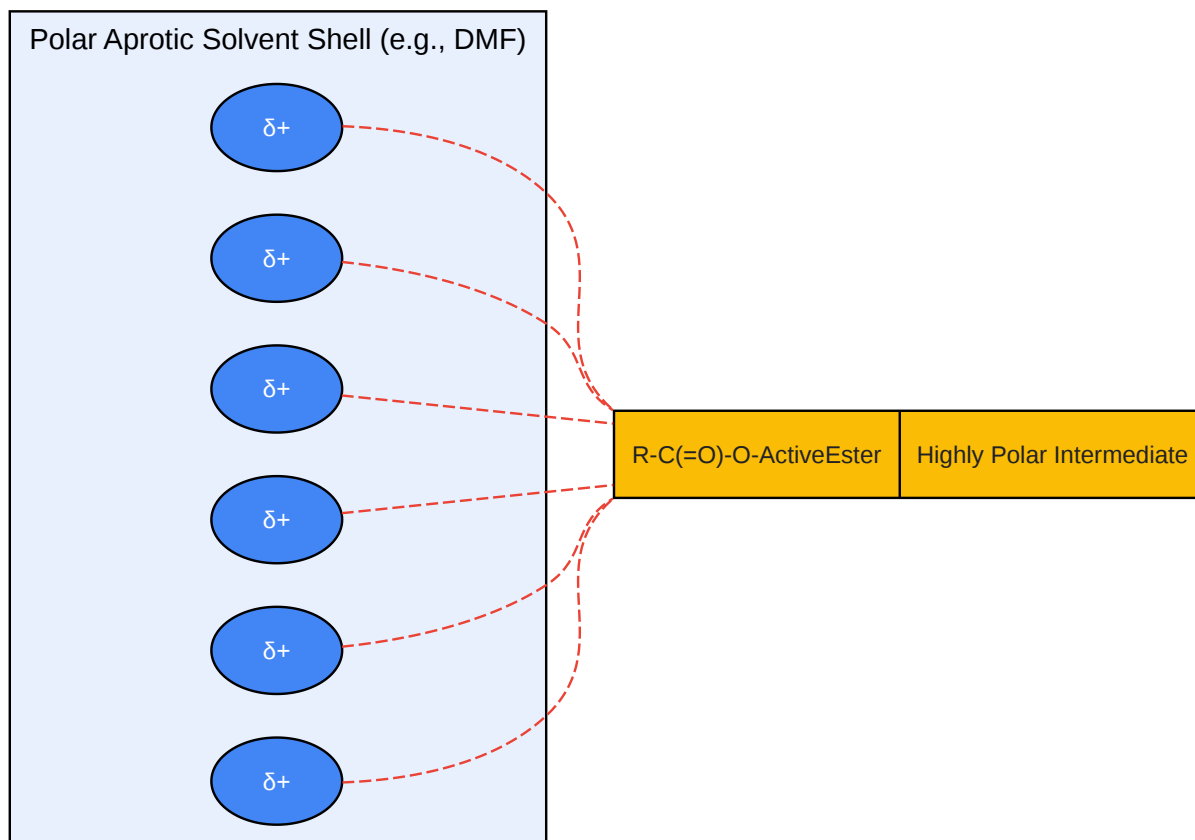 Polar Aprotic Solvent Shell (e.g., DMF)
δ+
δ+
δ+
R-C(=O)-O-ActiveEster
Highly Polar Intermediate
δ+
δ+
δ+